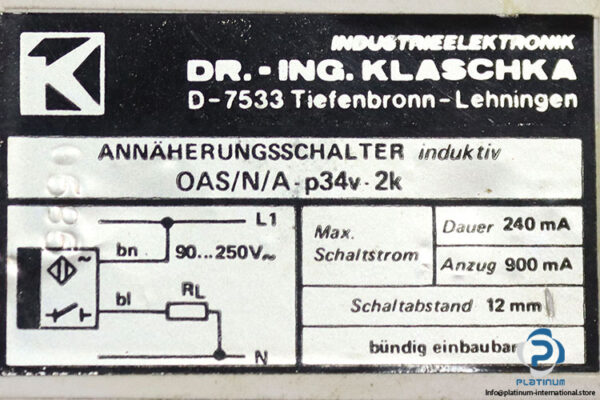 INDUSTRIEELEKTRONIK
DR.-ING. KLASCHKA
D-7533 Tiefenbronn-Lehningen
ANNÄHERUNGSSCHALTER induktiv
OAS/N/A-p34v-2k
L1
bn 90...250V~
~
bl RL
N
Max. Schaltstrom
Dauer 240 mA
Anzug 900 mA
Schaltabstand 12 mm
bündig einbaubar
PLATINUM
INTERNATIONAL
Info@platinum-international.store